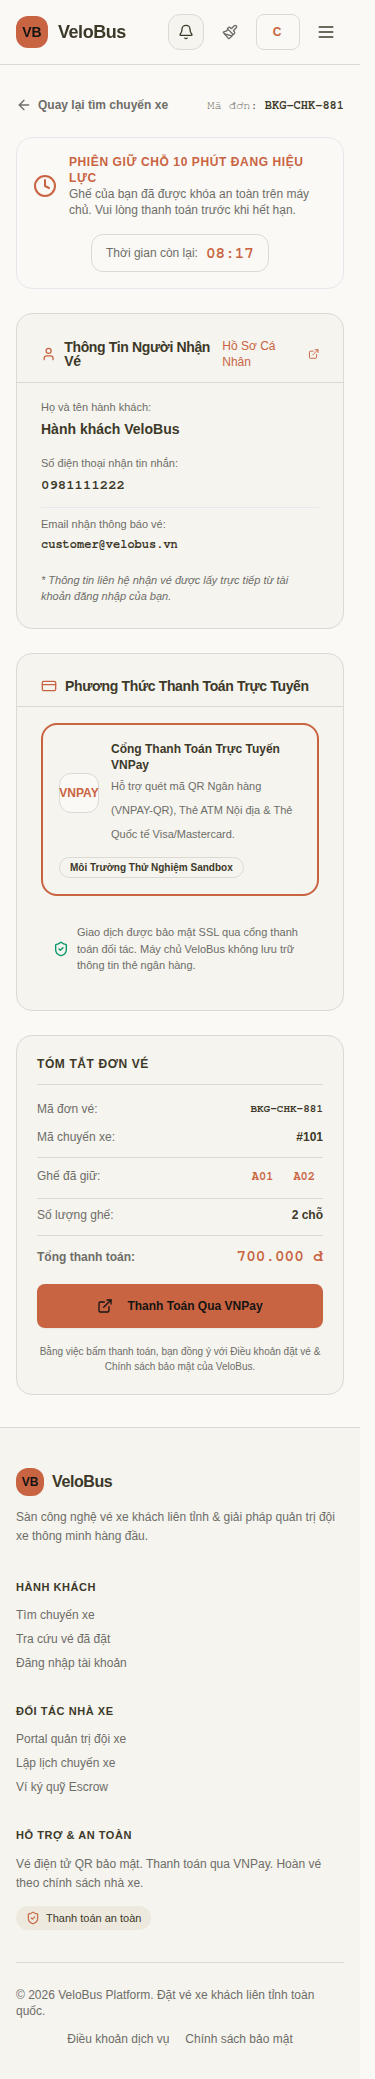 VB VeloBus C
Quay lại tìm chuyến xe Mã đơn: BKG-CHK-881
PHIÊN GIỮ CHỖ 10 PHÚT ĐANG HIỆU
LỰC
Ghế của bạn đã được khóa an toàn trên máy
chủ. Vui lòng thanh toán trước khi hết hạn.
Thời gian còn lại: 08:17
Thông Tin Người Nhận
Vé
Hồ Sơ Cá
Nhân
Họ và tên hành khách:
Hành khách VeloBus
Số điện thoại nhận tin nhắn:
0981111222
Email nhận thông báo vé:
customer@velobus.vn
* Thông tin liên hệ nhận vé được lấy trực tiếp từ tài
khoản đăng nhập của bạn.
Phương Thức Thanh Toán Trực Tuyến
Cổng Thanh Toán Trực Tuyến
VNPAY
VNPAY
Hỗ trợ quét mã QR Ngân hàng
(VNPAY-QR), Thẻ ATM Nội địa & Thẻ
Quốc tế Visa/Mastercard.
Môi Trường Thử Nghiệm Sandbox
Giao dịch được bảo mật SSL qua cổng thanh
toán đối tác. Máy chủ VeloBus không lưu trữ
thông tin thẻ ngân hàng.
TÓM TẮT ĐƠN VÉ
Mã đơn vé: BKG-CHK-881
Mã chuyến xe: #101
Ghế đã giữ: A01 A02
Số lượng ghế: 2 chỗ
Tổng thanh toán: 700.000 đ
Thanh Toán Qua VNPay
Bằng việc bấm thanh toán, bạn đồng ý với Điều khoản đặt vé &
Chính sách bảo mật của VeloBus.
VB VeloBus
Sàn công nghệ vé xe khách liên tỉnh & giải pháp quản trị đội
xe thông minh hàng đầu.
HÀNH KHÁCH
Tìm chuyến xe
Tra cứu vé đã đặt
Đăng nhập tài khoản
ĐỐI TÁC NHÀ XE
Portal quản trị đội xe
Lập lịch chuyến xe
Ví ký quỹ Escrow
HỖ TRỢ & AN TOÀN
Vé điện tử QR bảo mật. Thanh toán qua VNPay. Hoàn vé
theo chính sách nhà xe.
Thanh toán an toàn
© 2026 VeloBus Platform. Đặt vé xe khách liên tỉnh toàn
quốc.
Điều khoản dịch vụ Chính sách bảo mật